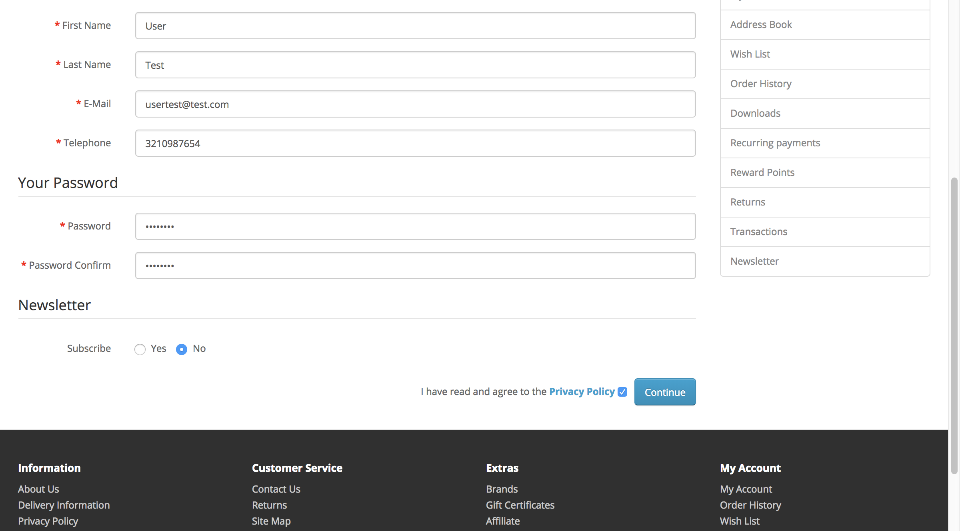 * First Name
User
* Last Name
Test
* E-Mail
usertest@test.com
* Telephone
3210987654
Your Password
* Password
••••••••
* Password Confirm
••••••••
Newsletter
Subscribe
Yes
No
I have read and agree to the Privacy Policy
Continue
Address Book
Wish List
Order History
Downloads
Recurring payments
Reward Points
Returns
Transactions
Newsletter
Information
About Us
Delivery Information
Privacy Policy
Customer Service
Contact Us
Returns
Site Map
Extras
Brands
Gift Certificates
Affiliate
My Account
My Account
Order History
Wish List